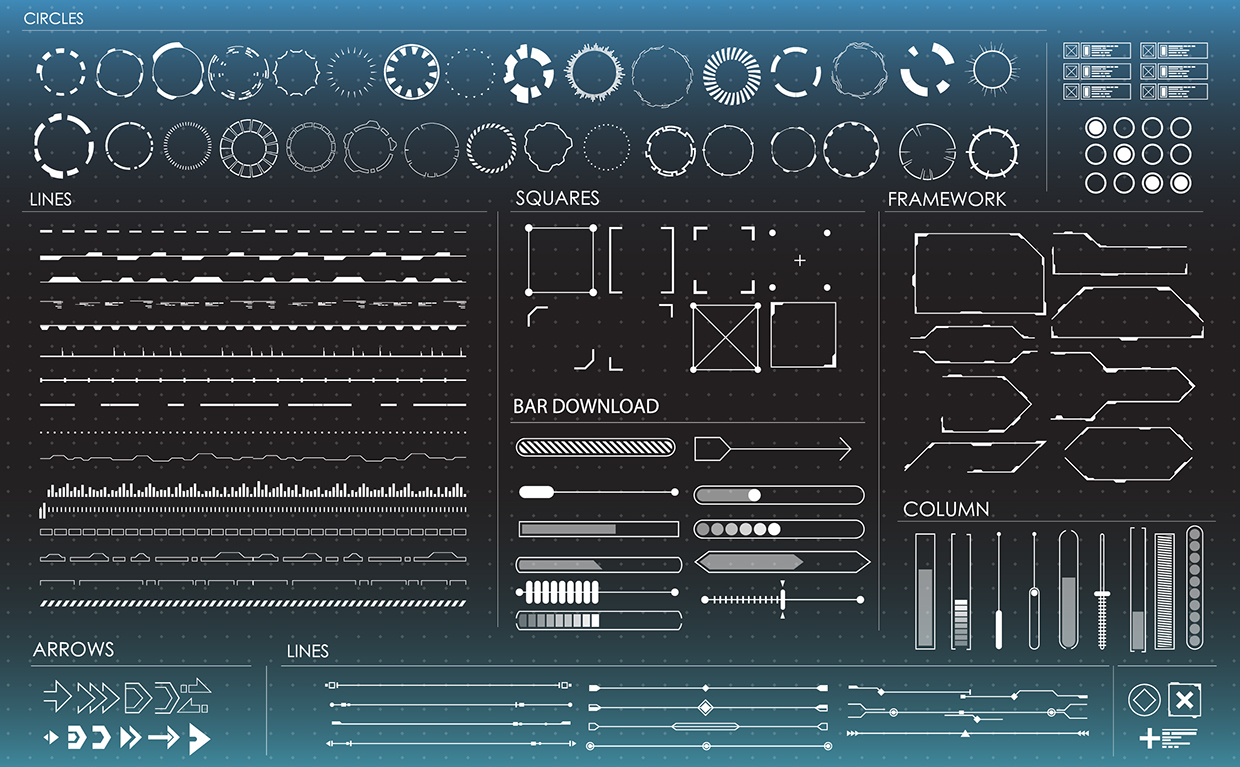 CIRCLES
LINES
SQUARES
FRAMEWORK
BAR DOWNLOAD
COLUMN
ARROWS
LINES